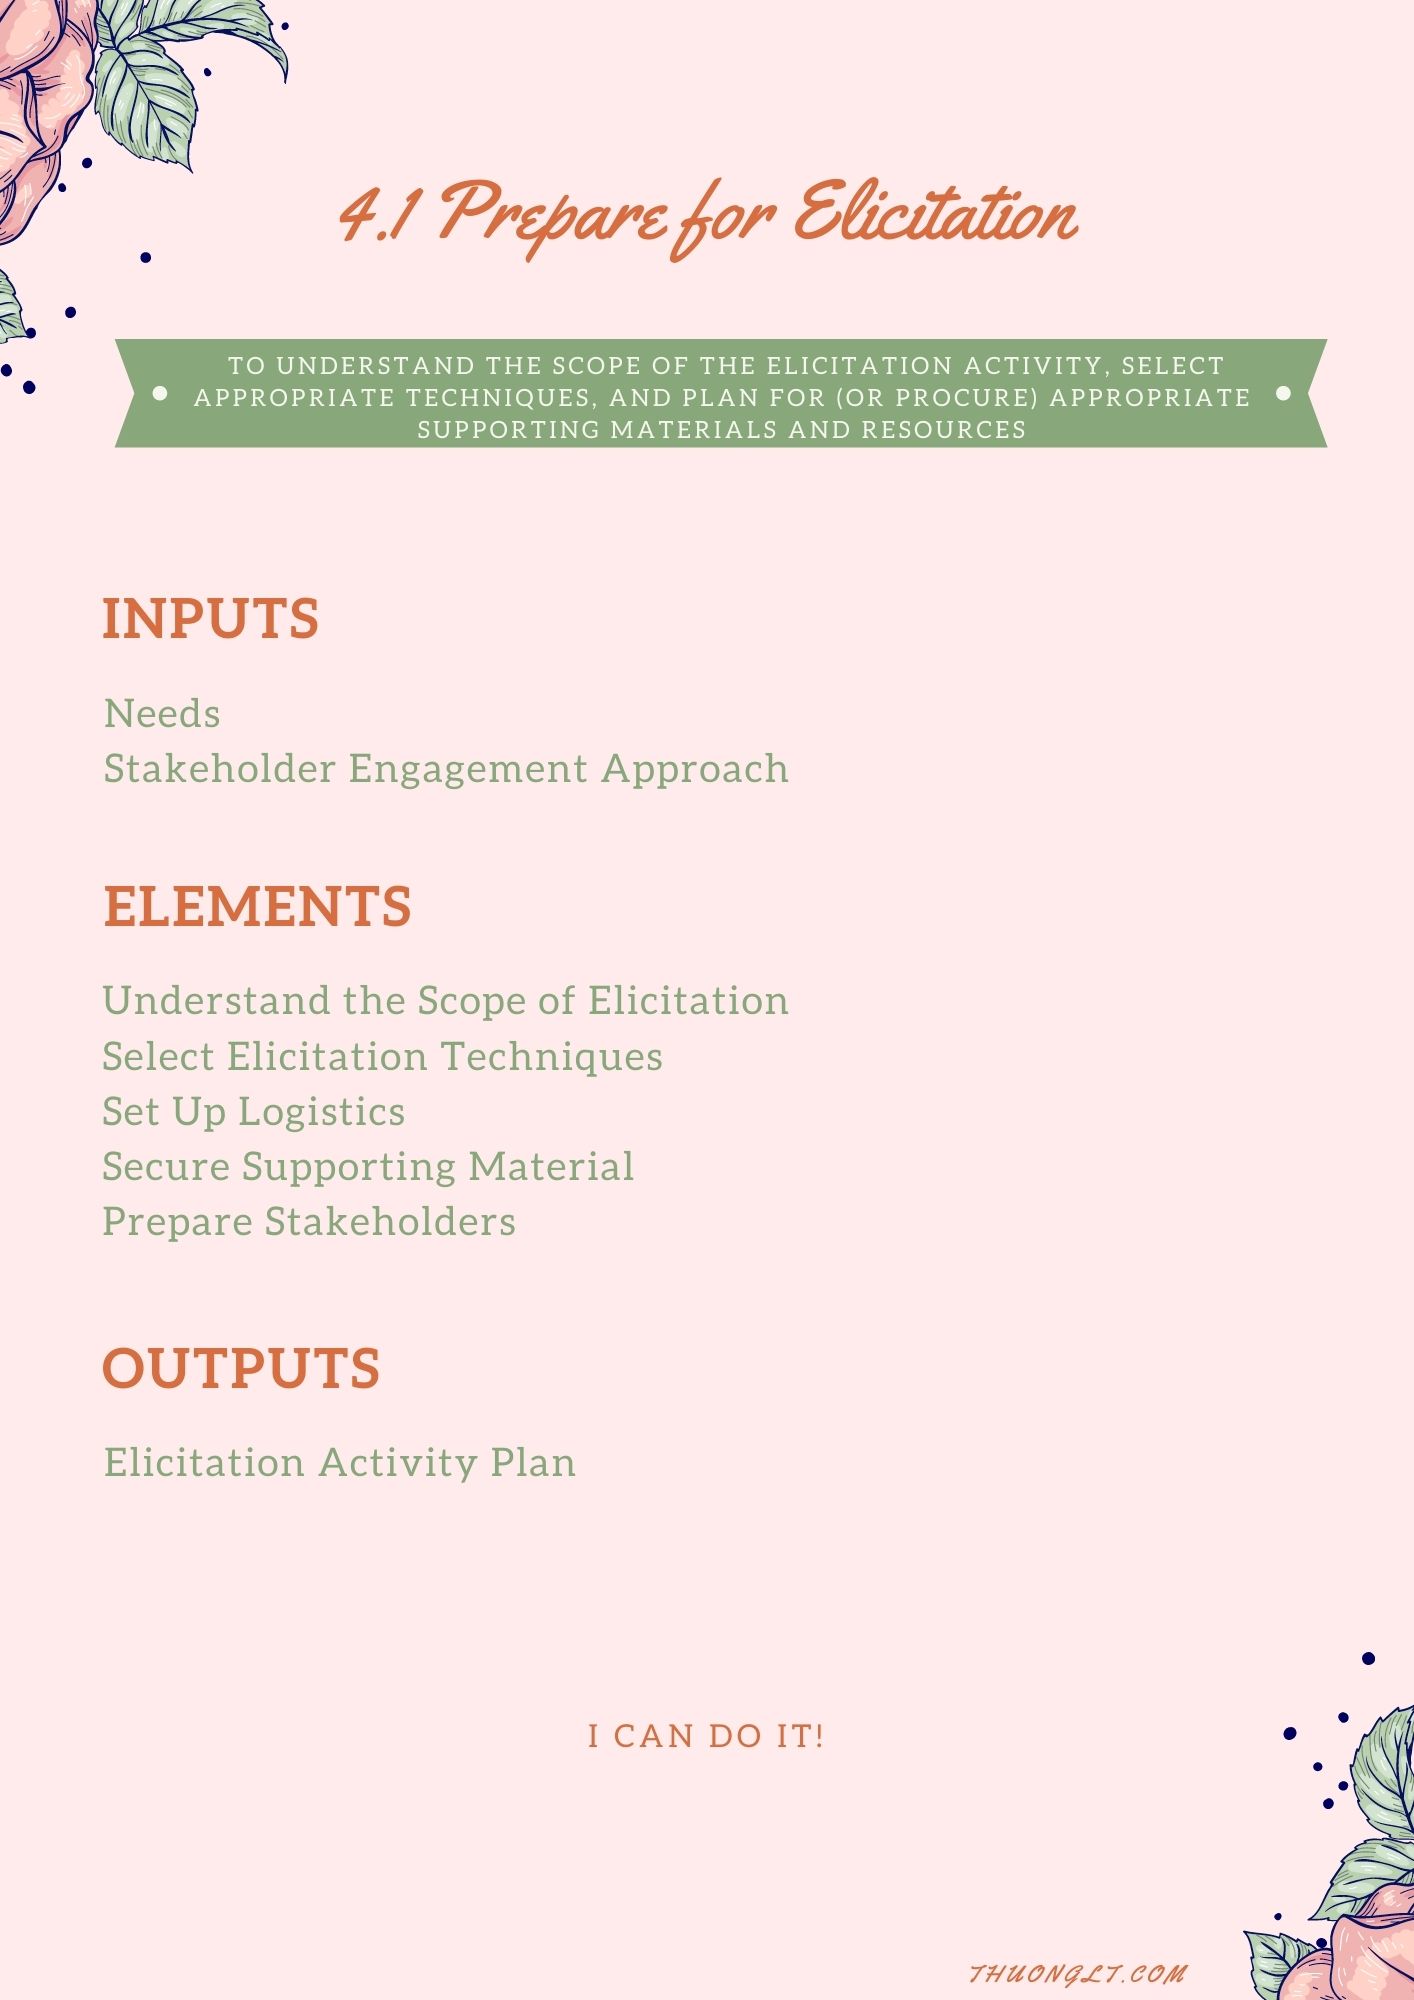 4.1 Prepare for Elicitation
TO UNDERSTAND THE SCOPE OF THE ELICITATION ACTIVITY, SELECT
APPROPRIATE TECHNIQUES, AND PLAN FOR (OR PROCURE) APPROPRIATE
SUPPORTING MATERIALS AND RESOURCES
INPUTS
Needs
Stakeholder Engagement Approach
ELEMENTS
Understand the Scope of Elicitation
Select Elicitation Techniques
Set Up Logistics
Secure Supporting Material
Prepare Stakeholders
OUTPUTS
Elicitation Activity Plan
I CAN DO IT!
THUONGLT.COM